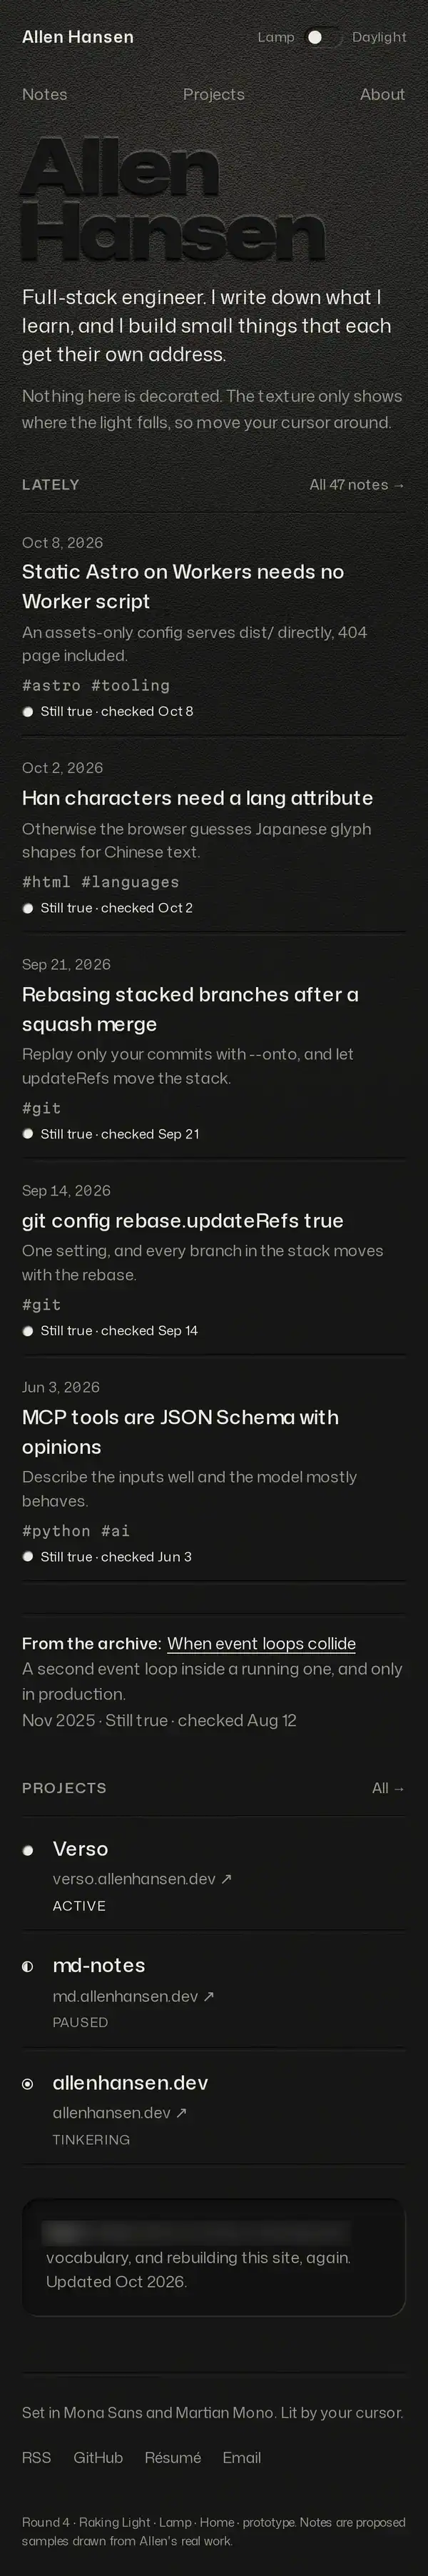 Allen Hansen
Lamp Daylight
Notes Projects About
Allen
Hansen
Full-stack engineer. I write down what I
learn, and I build small things that each
get their own address.
Nothing here is decorated. The texture only shows
where the light falls, so move your cursor around.
LATELY All 47 notes →
Oct 8, 2026
Static Astro on Workers needs no
Worker script
An assets-only config serves dist/ directly, 404
page included.
#astro #tooling
Still true · checked Oct 8
Oct 2, 2026
Han characters need a lang attribute
Otherwise the browser guesses Japanese glyph
shapes for Chinese text.
#html #languages
Still true · checked Oct 2
Sep 21, 2026
Rebasing stacked branches after a
squash merge
Replay only your commits with --onto, and let
updateRefs move the stack.
#git
Still true · checked Sep 21
Sep 14, 2026
git config rebase.updateRefs true
One setting, and every branch in the stack moves
with the rebase.
#git
Still true · checked Sep 14
Jun 3, 2026
MCP tools are JSON Schema with
opinions
Describe the inputs well and the model mostly
behaves.
#python #ai
Still true · checked Jun 3
From the archive: When event loops collide
A second event loop inside a running one, and only
in production.
Nov 2025 · Still true · checked Aug 12
PROJECTS All →
Verso
verso.allenhansen.dev ↗
ACTIVE
md-notes
md.allenhansen.dev ↗
PAUSED
allenhansen.dev
allenhansen.dev ↗
TINKERING
vocabulary, and rebuilding this site, again.
Updated Oct 2026.
Set in Mona Sans and Martian Mono. Lit by your cursor.
RSS GitHub Résumé Email
Round 4 · Raking Light · Lamp · Home · prototype. Notes are proposed
samples drawn from Allen's real work.